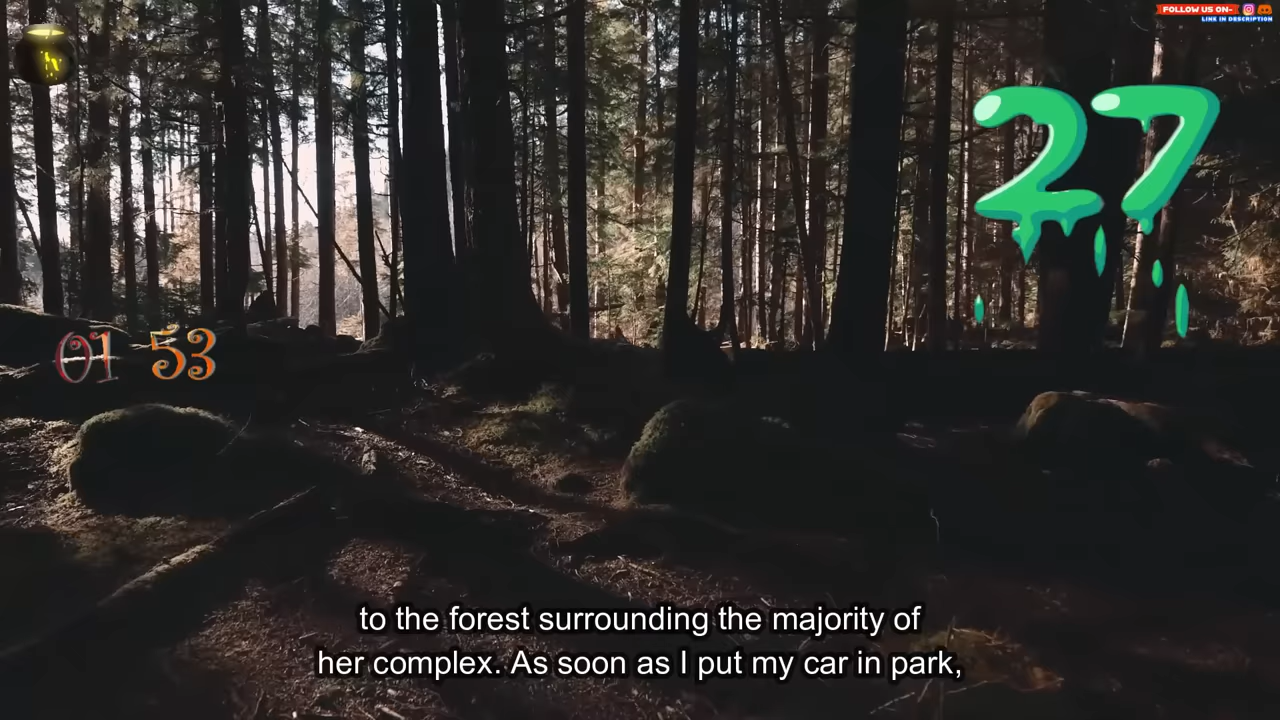 FOLLOW US ON-
LINK IN DESCRIPTION
27
01 53
to the forest surrounding the majority of
her complex. As soon as I put my car in park,